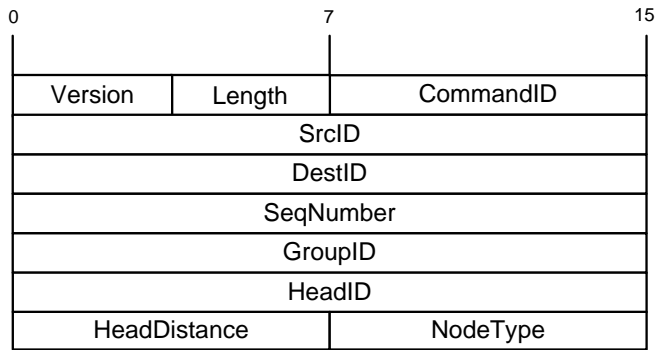 0 7 15
Version Length CommandID
SrcID
DestID
SeqNumber
GroupID
HeadID
HeadDistance NodeType